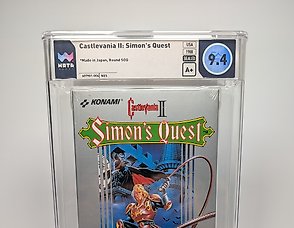 Castlevania II: Simon's Quest
*Made in Japan, Round SOQ
WATA
USA
1988
9.4
A+
KONAMI
Castlevania II
Simon's Quest